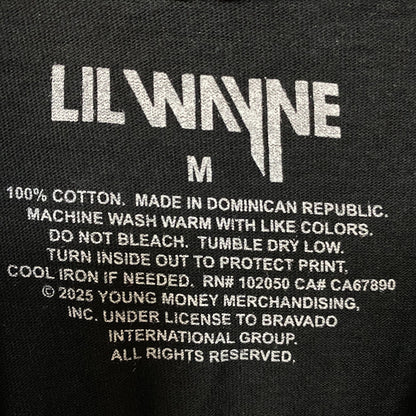 LIL WAYNE
M
100% COTTON. MADE IN DOMINICAN REPUBLIC.
MACHINE WASH WARM WITH LIKE COLORS.
DO NOT BLEACH. TUMBLE DRY LOW.
TURN INSIDE OUT TO PROTECT PRINT.
COOL IRON IF NEEDED. RN# 102050 CA# CA67890
© 2025 YOUNG MONEY MERCHANDISING,
INC. UNDER LICENSE TO BRAVADO
INTERNATIONAL GROUP.
ALL RIGHTS RESERVED.